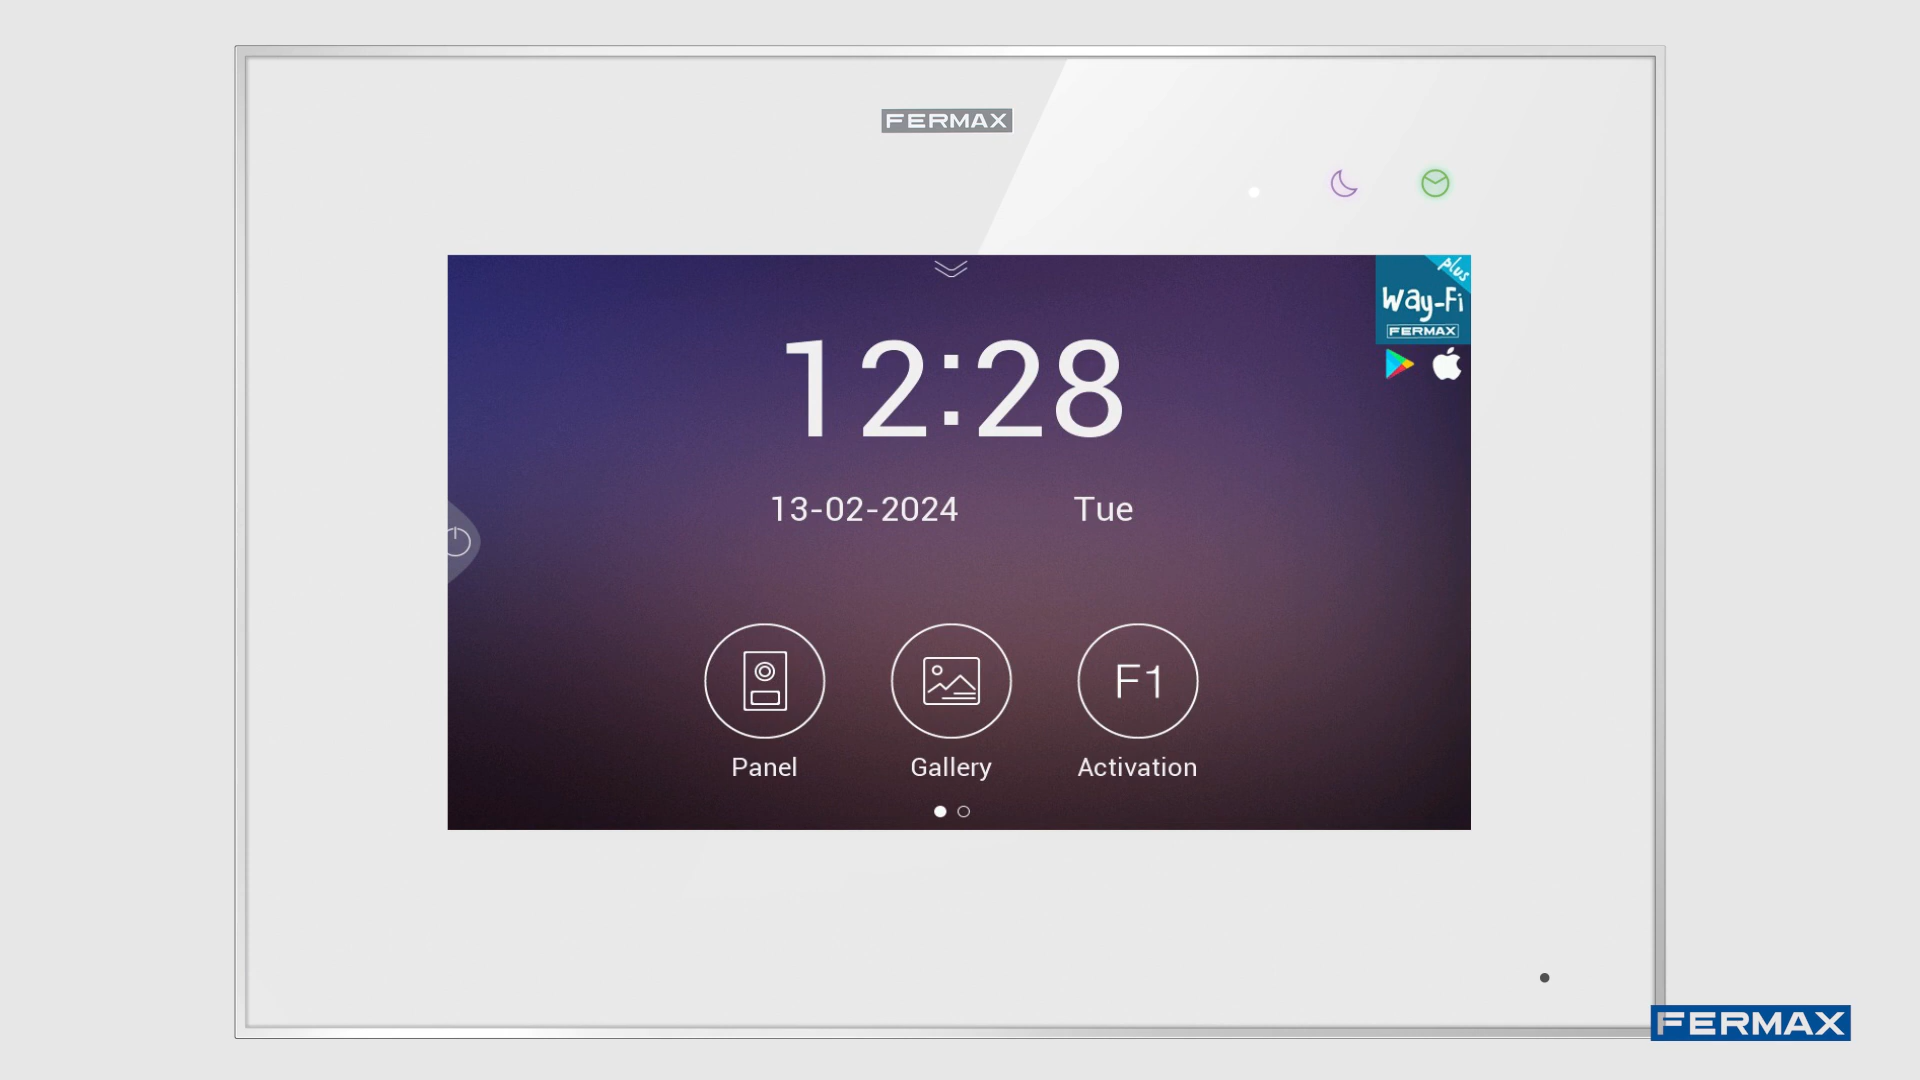 FERMAX
plus
Way-Fi
FERMAX
12:28
13-02-2024 Tue
F1
Panel Gallery Activation
FERMAX